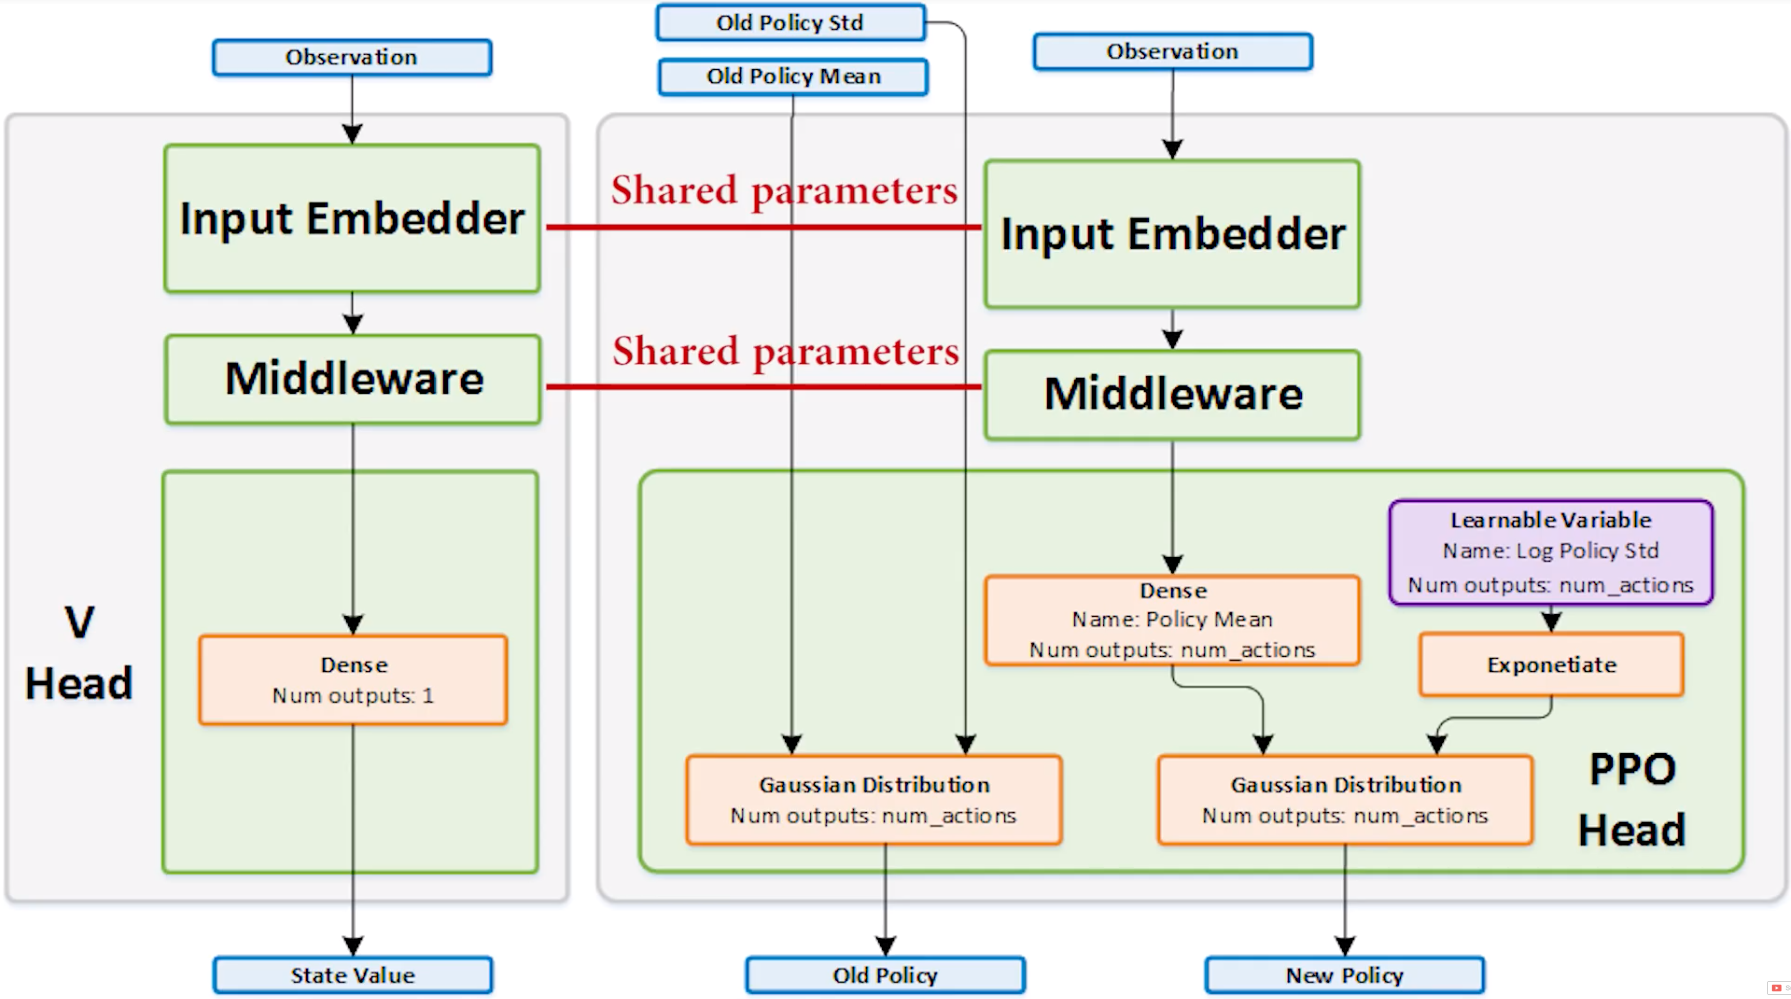 Old Policy Std
Observation
Old Policy Mean
Observation
Shared parameters
Input Embedder
Input Embedder
Shared parameters
Middleware
Middleware
Learnable Variable
Name: Log Policy Std
Num outputs: num_actions
Dense
Name: Policy Mean
Num outputs: num_actions
V
Head
Dense
Num outputs: 1
Exponetiate
Gaussian Distribution
Num outputs: num_actions
Gaussian Distribution
Num outputs: num_actions
PPO
Head
State Value
Old Policy
New Policy